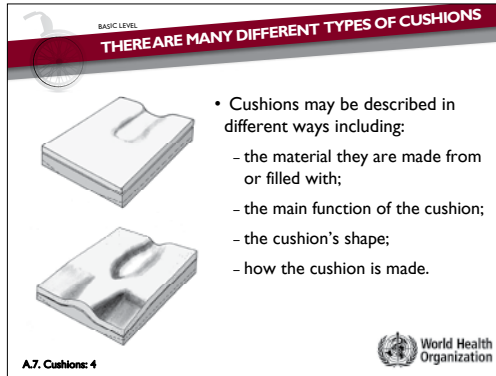 BASIC LEVEL
THERE ARE MANY DIFFERENT TYPES OF CUSHIONS
• Cushions may be described in
different ways including:
– the material they are made from
or filled with;
– the main function of the cushion;
– the cushion's shape;
– how the cushion is made.
A.7. Cushions: 4
World Health
Organization